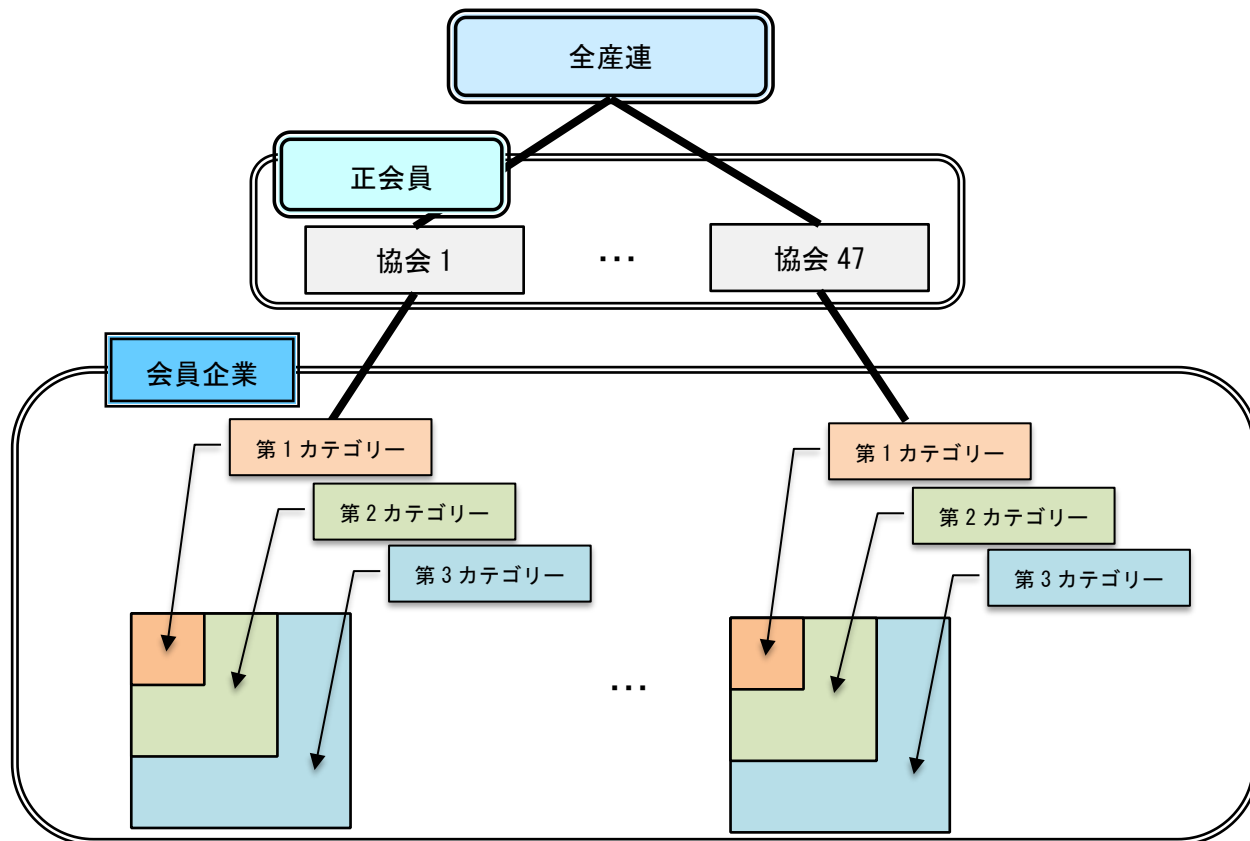 全産連
正会員
協会 1
…
協会 47
会員企業
第 1 カテゴリー
第 2 カテゴリー
第 3 カテゴリー
第 1 カテゴリー
第 2 カテゴリー
第 3 カテゴリー
…